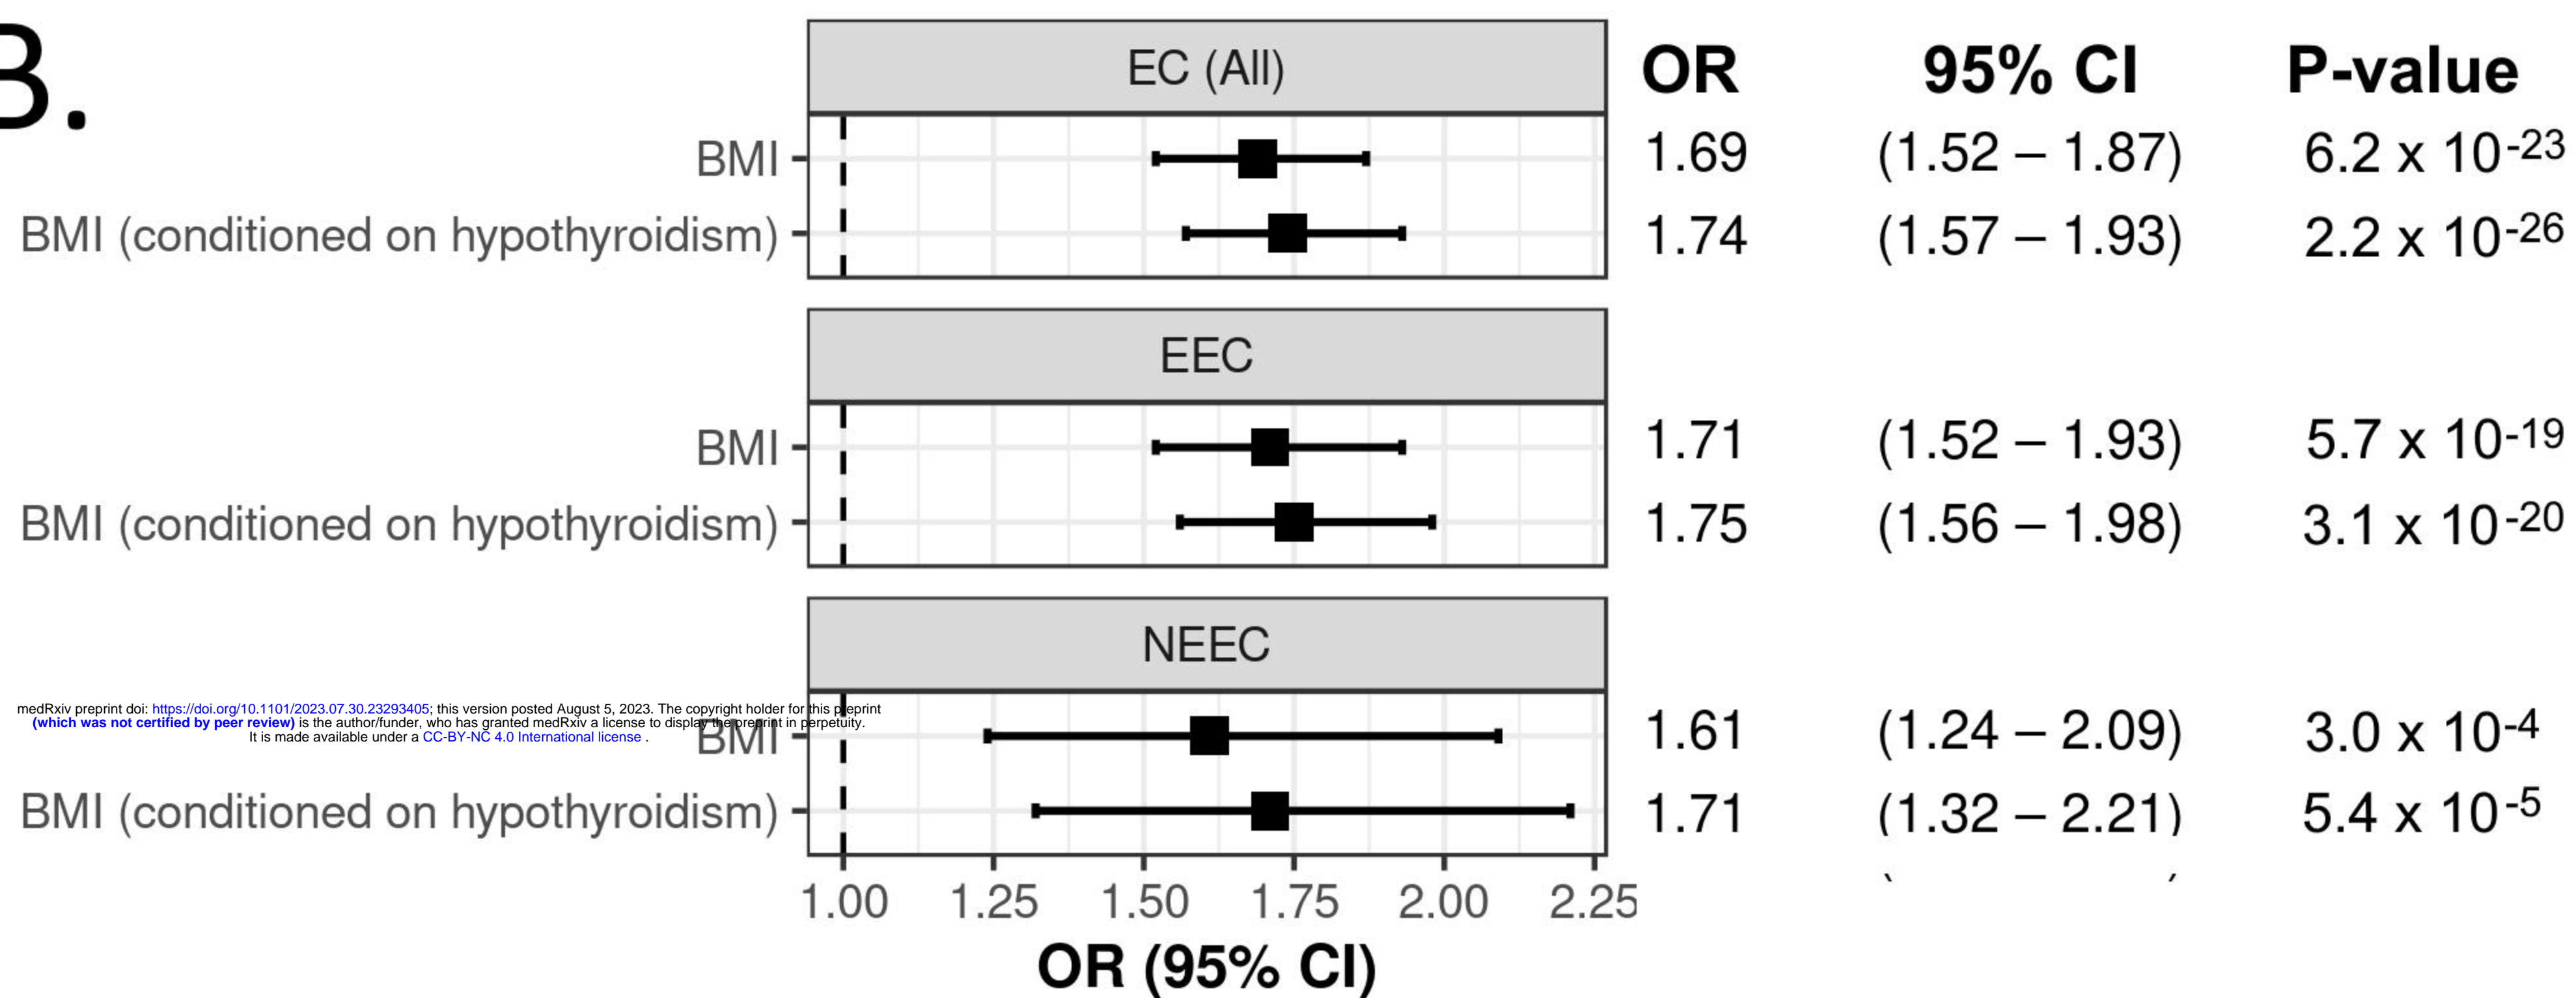 B.
EC (All)
OR 95% CI P-value
BMI 1.69 (1.52 – 1.87) 6.2 x 10-23
BMI (conditioned on hypothyroidism) 1.74 (1.57 – 1.93) 2.2 x 10-26
EEC
BMI 1.71 (1.52 – 1.93) 5.7 x 10-19
BMI (conditioned on hypothyroidism) 1.75 (1.56 – 1.98) 3.1 x 10-20
NEEC
medRxiv preprint doi: https://doi.org/10.1101/2023.07.30.23293405; this version posted August 5, 2023. The copyright holder for this preprint
(which was not certified by peer review) is the author/funder, who has granted medRxiv a license to display the preprint in perpetuity.
It is made available under a CC-BY-NC 4.0 International license .
BMI 1.61 (1.24 – 2.09) 3.0 x 10-4
BMI (conditioned on hypothyroidism) 1.71 (1.32 – 2.21) 5.4 x 10-5
1.00 1.25 1.50 1.75 2.00 2.25
OR (95% CI)